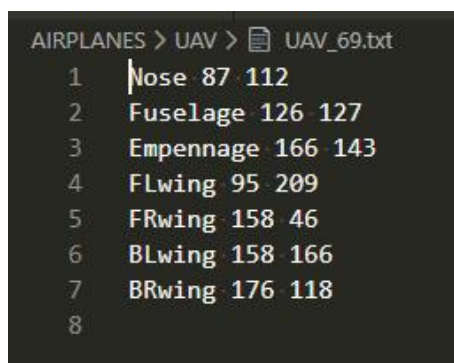 AIRPLANES > UAV > UAV_69.txt
1 Nose 87 112
2 Fuselage 126 127
3 Empennage 166 143
4 FLwing 95 209
5 FRwing 158 46
6 BLwing 158 166
7 BRwing 176 118
8